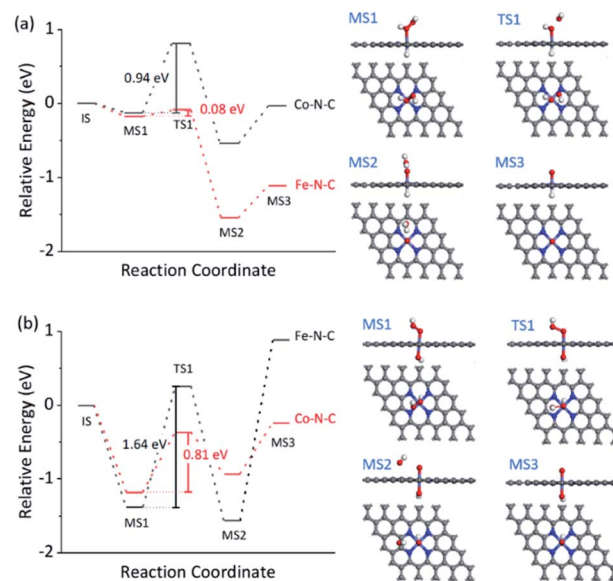 (a)
Relative Energy (eV)
1
0
-1
-2
IS
MS1
TS1
MS2
MS3
0.94 eV
0.08 eV
Co-N-C
Fe-N-C
Reaction Coordinate
MS1
TS1
MS2
MS3
(b)
Relative Energy (eV)
1
0
-1
-2
IS
MS1
TS1
MS2
MS3
1.64 eV
0.81 eV
Fe-N-C
Co-N-C
Reaction Coordinate
MS1
TS1
MS2
MS3